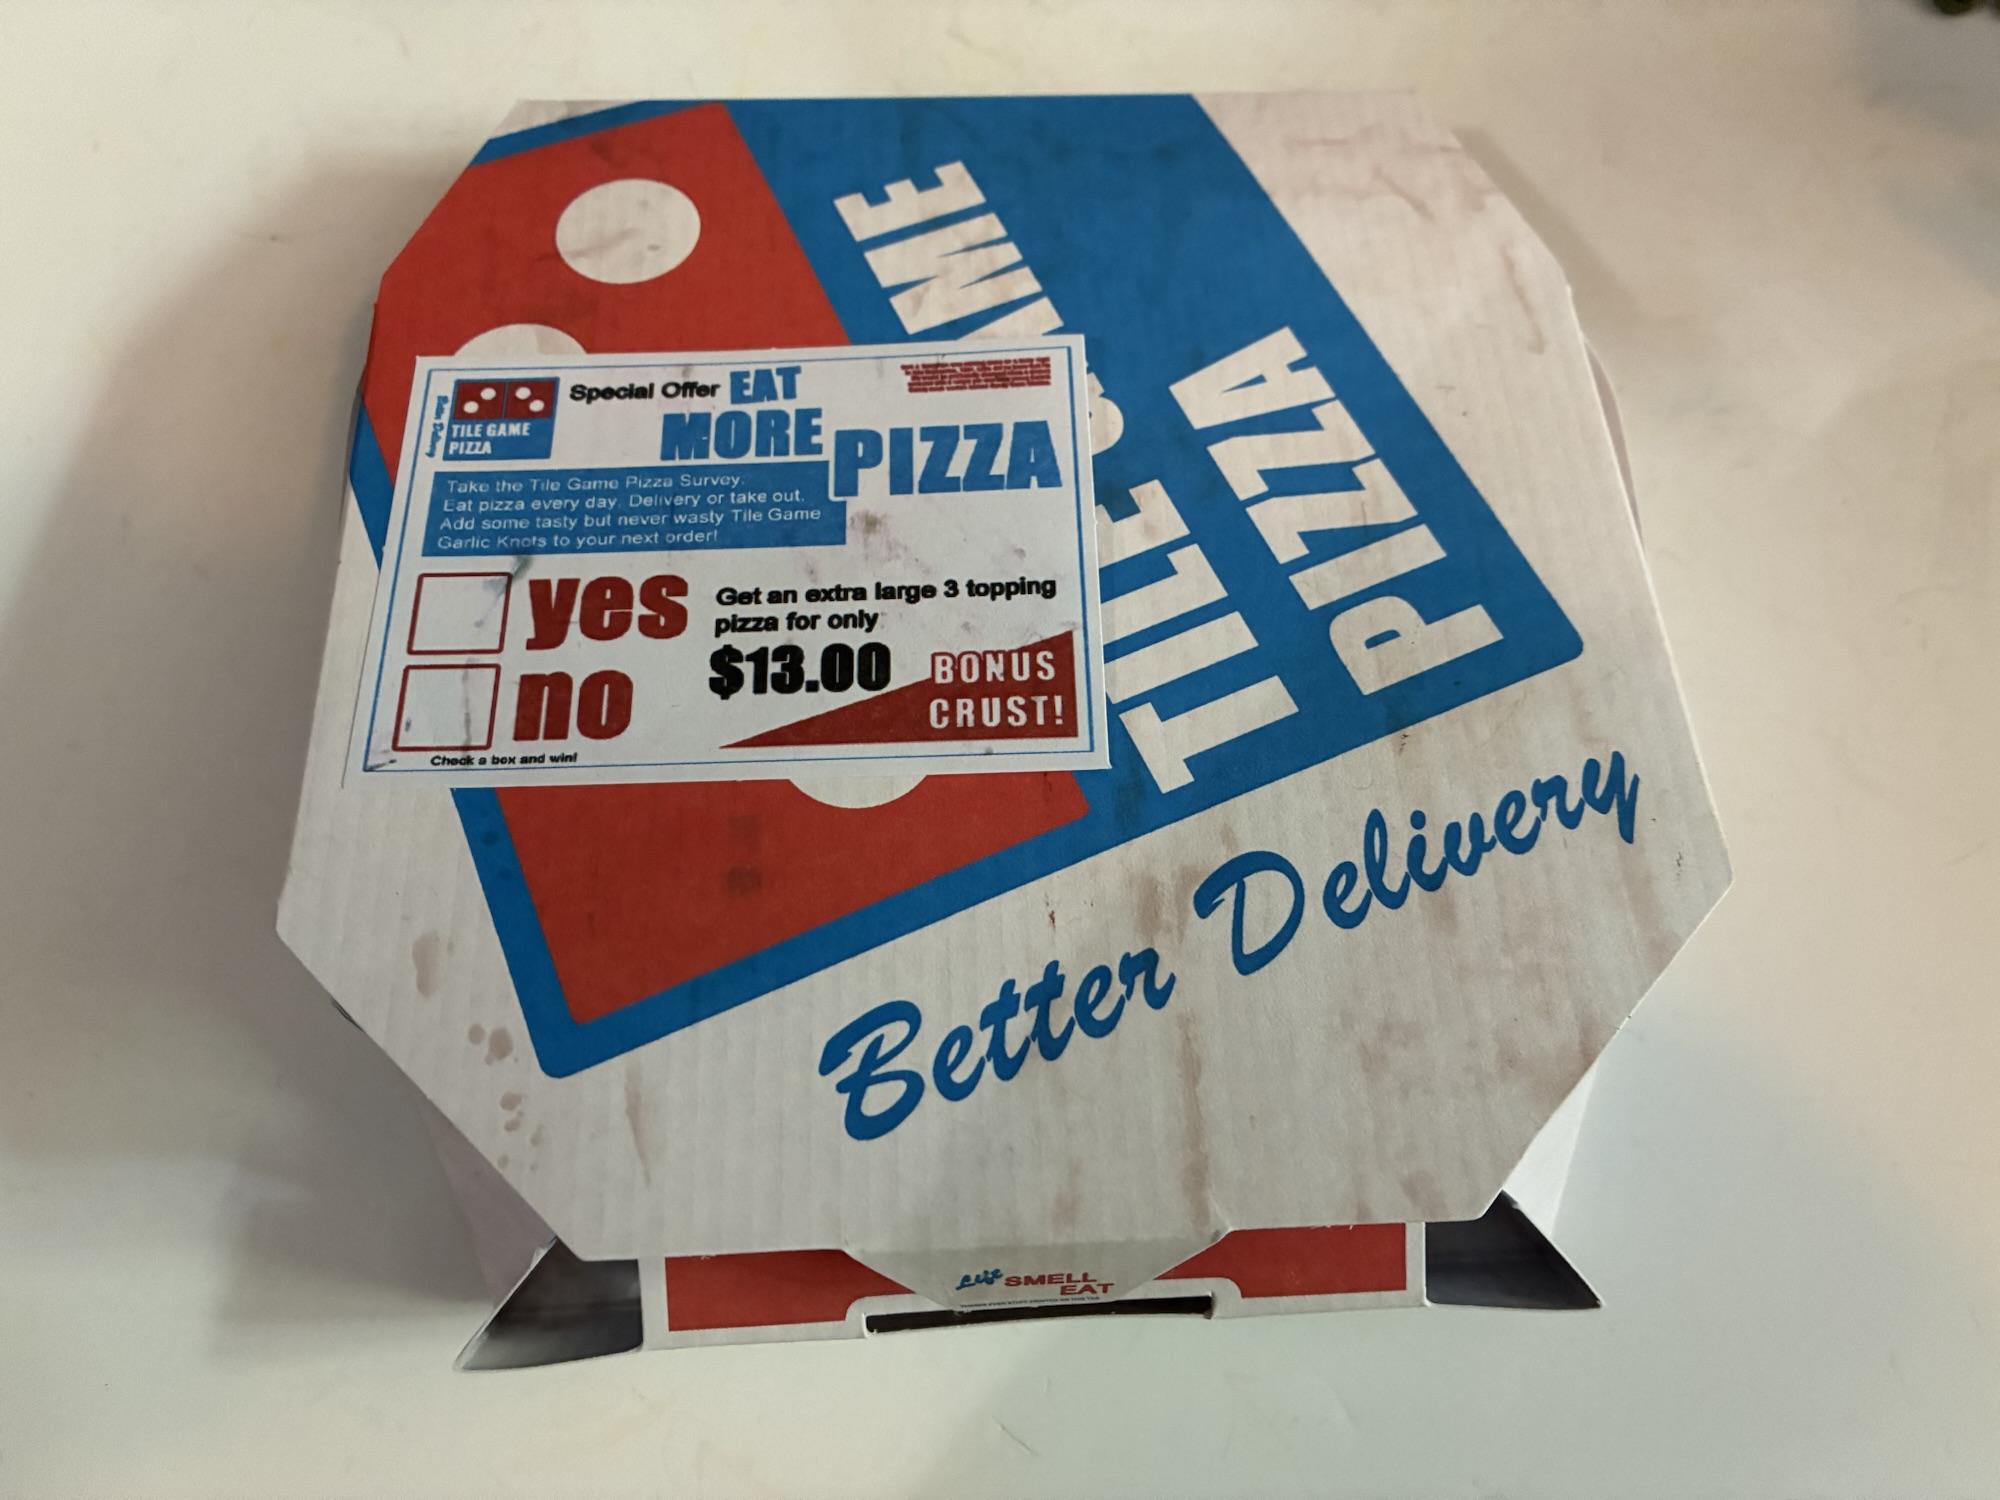 Better Delivery
TILE GAME
PIZZA
Special Offer EAT
MORE
PIZZA
Take the Tile Game Pizza Survey.
Eat pizza every day. Delivery or take out.
Add some tasty but never wasty Tile Game
Garlic Knots to your next order!
yes
no
Check a box and win!
Get an extra large 3 topping
pizza for only
$13.00
BONUS
CRUST!
TILE GAME
PIZZA
Better Delivery
SMELL
EAT